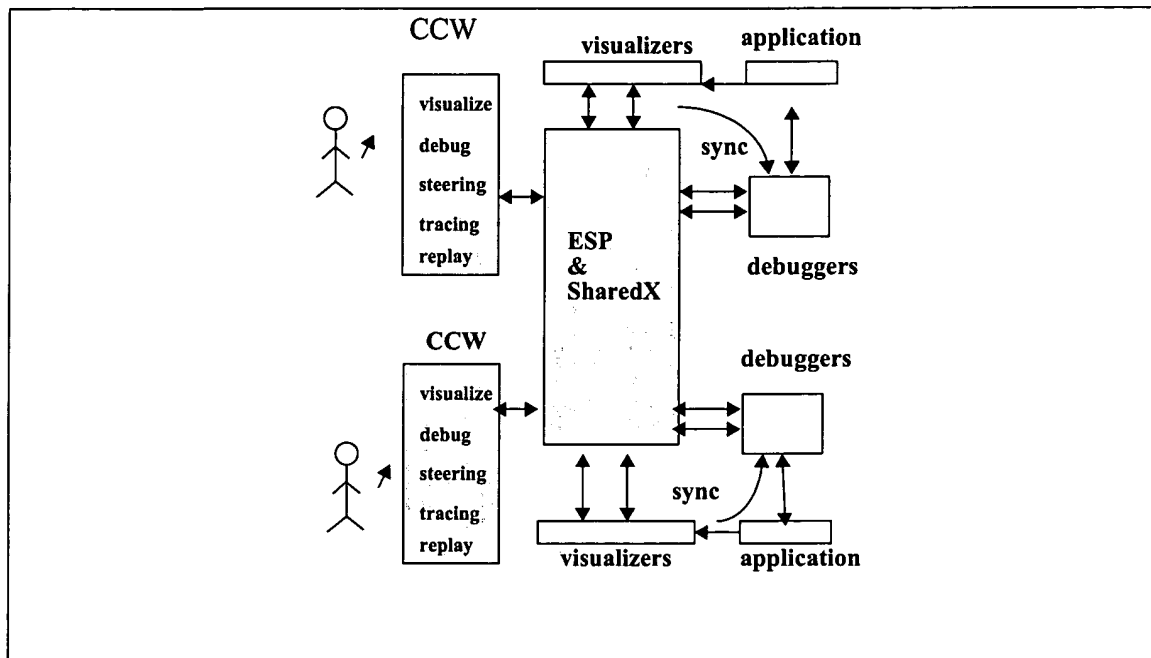 CCW
visualizers
application
visualize
debug
steering
tracing
replay
sync
ESP
&
SharedX
debuggers
CCW
visualize
debug
steering
tracing
replay
debuggers
sync
visualizers
application